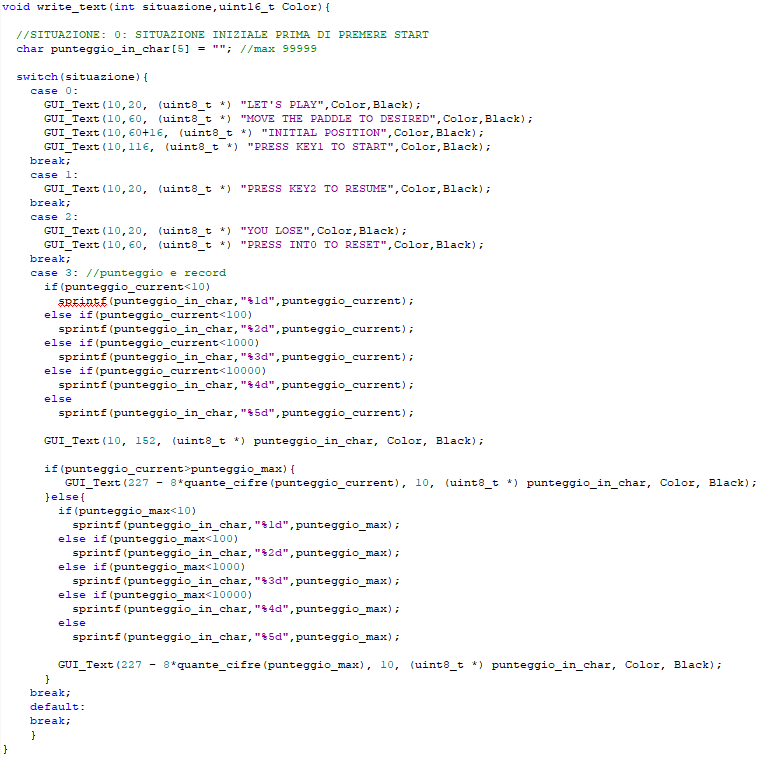 void write_text(int situazione,uint16_t Color){
//SITUAZIONE: 0: SITUAZIONE INIZIALE PRIMA DI PREMERE START
char punteggio_in_char[5] = ""; //max 99999
switch(situazione){
case 0:
GUI_Text(10,20, (uint8_t *) "LET'S PLAY",Color,Black);
GUI_Text(10,60, (uint8_t *) "MOVE THE PADDLE TO DESIRED",Color,Black);
GUI_Text(10,60+16, (uint8_t *) "INITIAL POSITION",Color,Black);
GUI_Text(10,116, (uint8_t *) "PRESS KEY1 TO START",Color,Black);
break;
case 1:
GUI_Text(10,20, (uint8_t *) "PRESS KEY2 TO RESUME",Color,Black);
break;
case 2:
GUI_Text(10,20, (uint8_t *) "YOU LOSE",Color,Black);
GUI_Text(10,60, (uint8_t *) "PRESS INT0 TO RESET",Color,Black);
break;
case 3: //punteggio e record
if(punteggio_current<10)
sprintf(punteggio_in_char,"%1d",punteggio_current);
else if(punteggio_current<100)
sprintf(punteggio_in_char,"%2d",punteggio_current);
else if(punteggio_current<1000)
sprintf(punteggio_in_char,"%3d",punteggio_current);
else if(punteggio_current<10000)
sprintf(punteggio_in_char,"%4d",punteggio_current);
else
sprintf(punteggio_in_char,"%5d",punteggio_current);
GUI_Text(10, 152, (uint8_t *) punteggio_in_char, Color, Black);
if(punteggio_current>punteggio_max){
GUI_Text(227 - 8*quante_cifre(punteggio_current), 10, (uint8_t *) punteggio_in_char, Color, Black);
}else{
if(punteggio_max<10)
sprintf(punteggio_in_char,"%1d",punteggio_max);
else if(punteggio_max<100)
sprintf(punteggio_in_char,"%2d",punteggio_max);
else if(punteggio_max<1000)
sprintf(punteggio_in_char,"%3d",punteggio_max);
else if(punteggio_max<10000)
sprintf(punteggio_in_char,"%4d",punteggio_max);
else
sprintf(punteggio_in_char,"%5d",punteggio_max);
GUI_Text(227 - 8*quante_cifre(punteggio_max), 10, (uint8_t *) punteggio_in_char, Color, Black);
}
break;
default:
break;
}
}